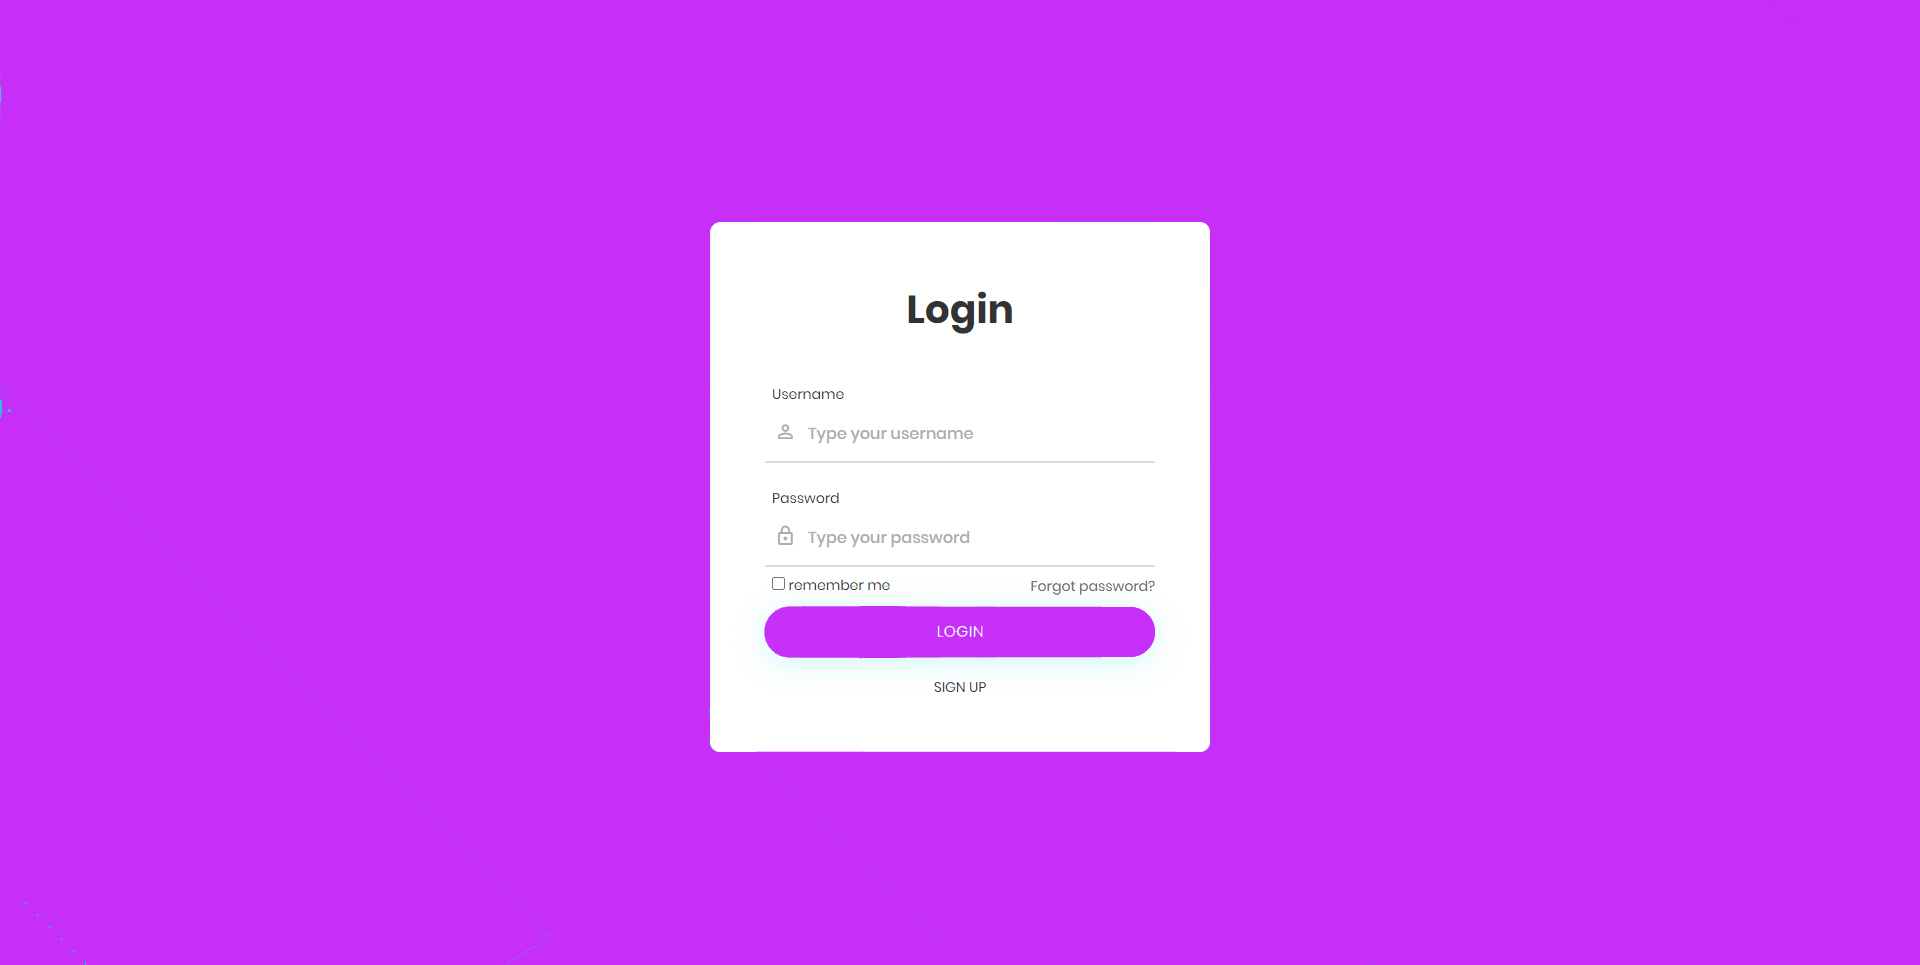 Login
Username
Type your username
Password
Type your password
remember me
Forgot password?
LOGIN
SIGN UP